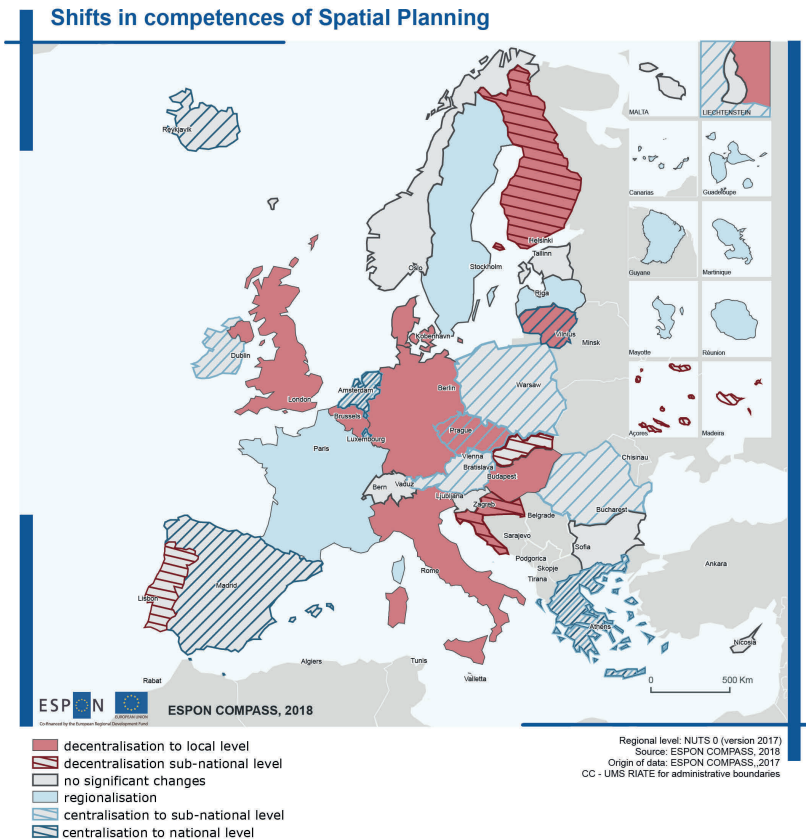 Shifts in competences of Spatial Planning
MALTA
LIECHTENSTEIN
Reykjavik
Canarias
Guadeloupe
Helsinki
Tallinn
Oslo
Stockholm
Guyane
Martinique
Riga
København
Vilnius
Minsk
Mayotte
Réunion
Dublin
Berlin
Warsaw
Amsterdam
London
Brussels
Prague
Açores
Madeira
Luxembourg
Paris
Vienna
Chisinau
Bratislava
Budapest
Bern
Vaduz
Ljubljana
Zagreb
Bucharest
Belgrade
Sarajevo
Sofia
Podgorica
Ankara
Skopje
Rome
Tirana
Madrid
Lisbon
Athens
Nicosia
Algiers
Tunis
Rabat
Valletta
0 500 Km
ESPON
EUROPEAN UNION
ESPON COMPASS, 2018
Co-financed by the European Regional Development Fund
decentralisation to local level
decentralisation sub-national level
no significant changes
regionalisation
centralisation to sub-national level
centralisation to national level
Regional level: NUTS 0 (version 2017)
Source: ESPON COMPASS, 2018
Origin of data: ESPON COMPASS,,2017
CC - UMS RIATE for administrative boundaries